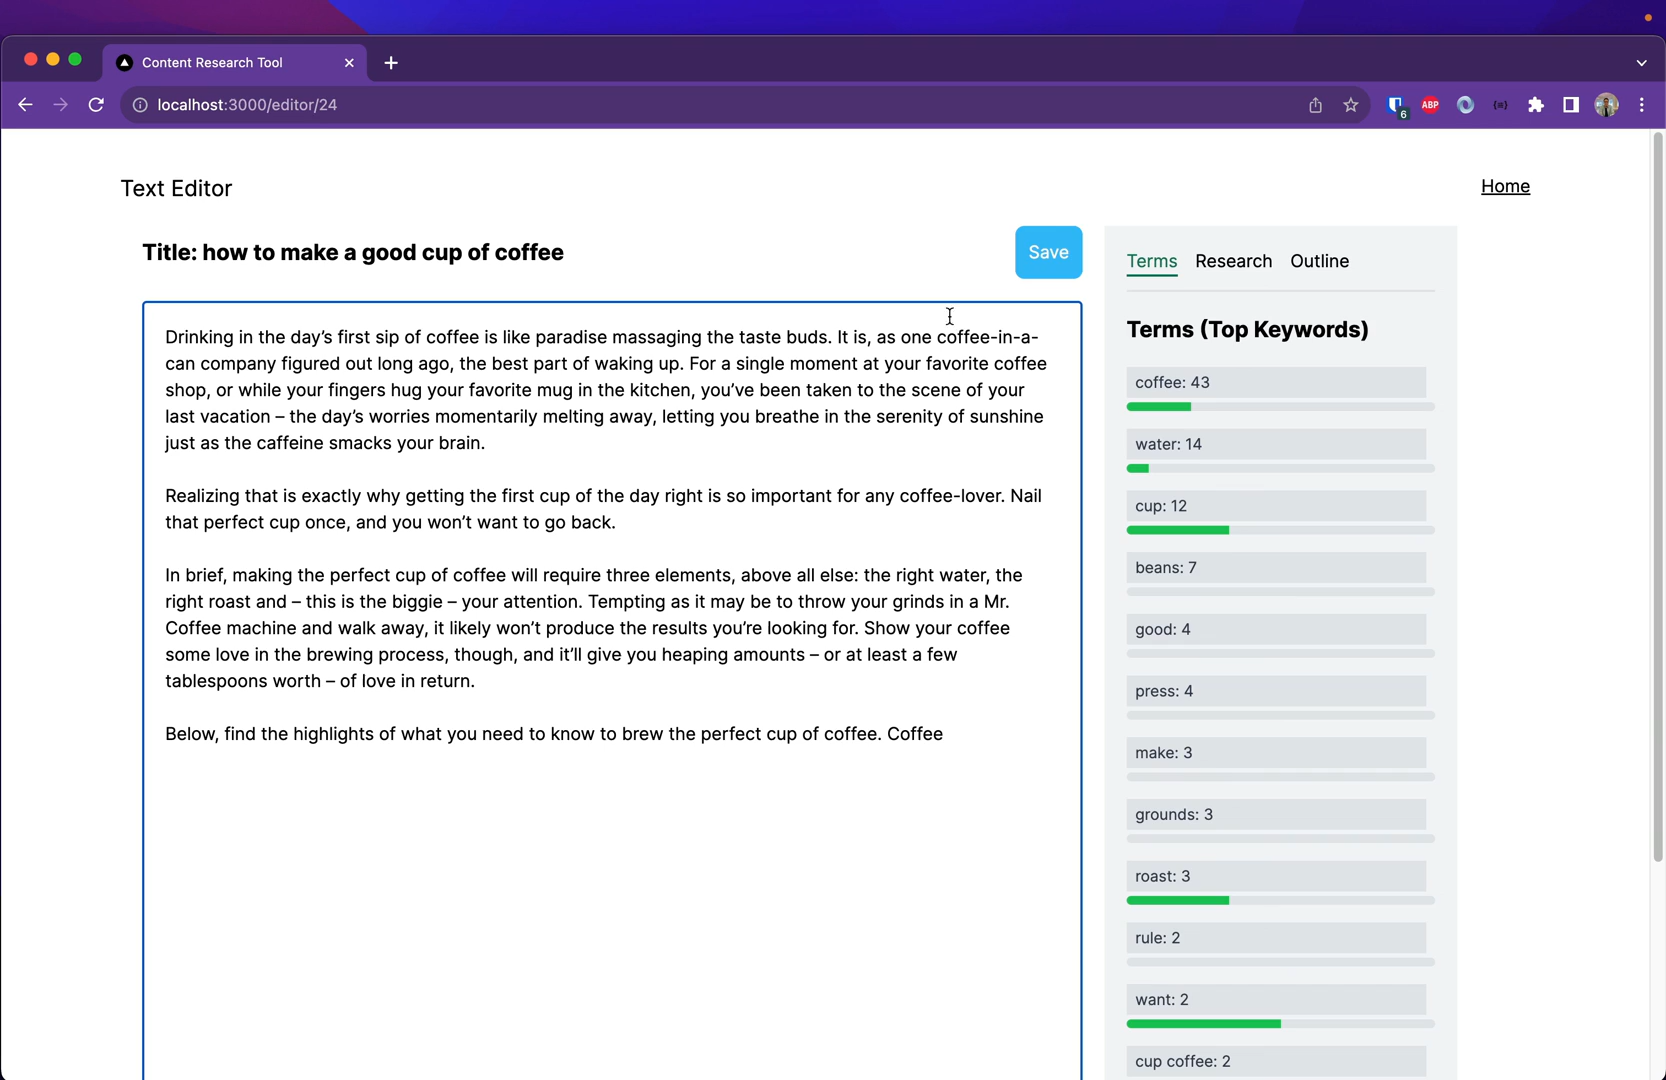 Content Research Tool
localhost:3000/editor/24
6
ABP
Text Editor
Home
Title: how to make a good cup of coffee
Save
Drinking in the day’s first sip of coffee is like paradise massaging the taste buds. It is, as one coffee-in-a-
can company figured out long ago, the best part of waking up. For a single moment at your favorite coffee
shop, or while your fingers hug your favorite mug in the kitchen, you’ve been taken to the scene of your
last vacation – the day’s worries momentarily melting away, letting you breathe in the serenity of sunshine
just as the caffeine smacks your brain.
Realizing that is exactly why getting the first cup of the day right is so important for any coffee-lover. Nail
that perfect cup once, and you won’t want to go back.
In brief, making the perfect cup of coffee will require three elements, above all else: the right water, the
right roast and – this is the biggie – your attention. Tempting as it may be to throw your grinds in a Mr.
Coffee machine and walk away, it likely won’t produce the results you’re looking for. Show your coffee
some love in the brewing process, though, and it’ll give you heaping amounts – or at least a few
tablespoons worth – of love in return.
Below, find the highlights of what you need to know to brew the perfect cup of coffee. Coffee
Terms Research Outline
Terms (Top Keywords)
coffee: 43
water: 14
cup: 12
beans: 7
good: 4
press: 4
make: 3
grounds: 3
roast: 3
rule: 2
want: 2
cup coffee: 2